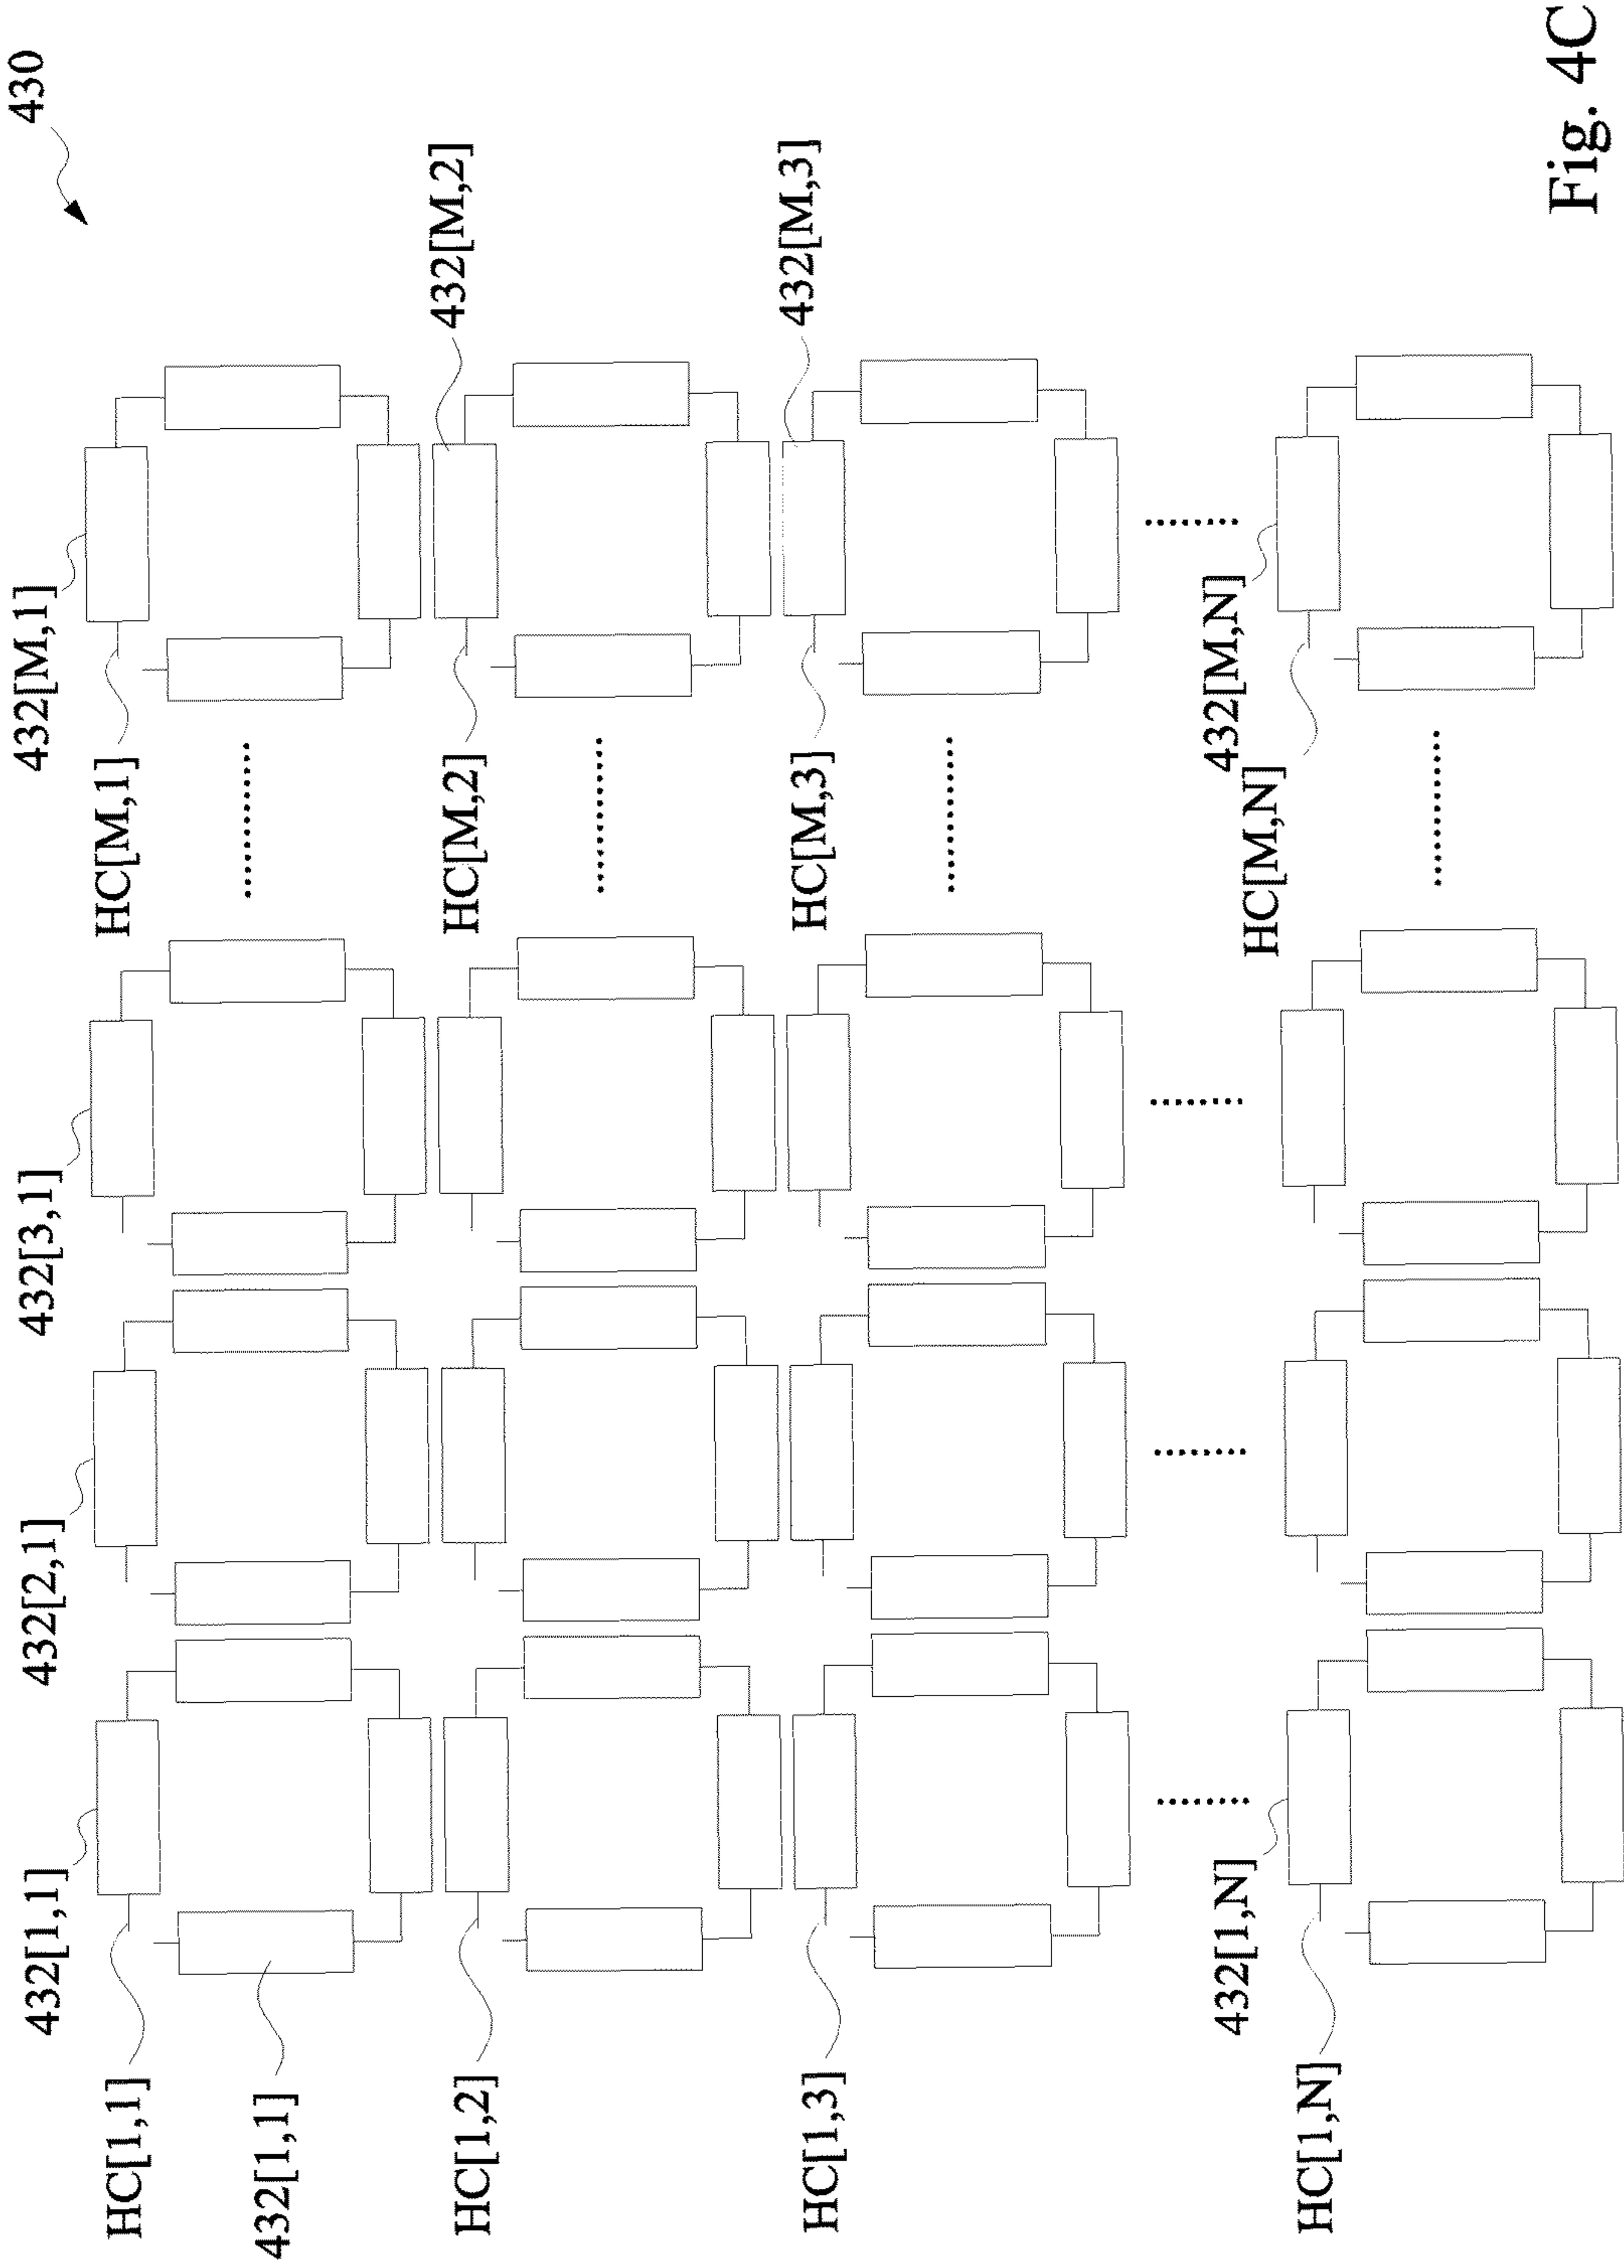 430
432[M,1]
HC[M,1]
432[M,2]
HC[M,2]
432[M,3]
HC[M,3]
432[M,N]
HC[M,N]
432[3,1]
432[2,1]
432[1,1]
HC[1,1]
432[1,1]
HC[1,2]
HC[1,3]
432[1,N]
HC[1,N]
Fig. 4C